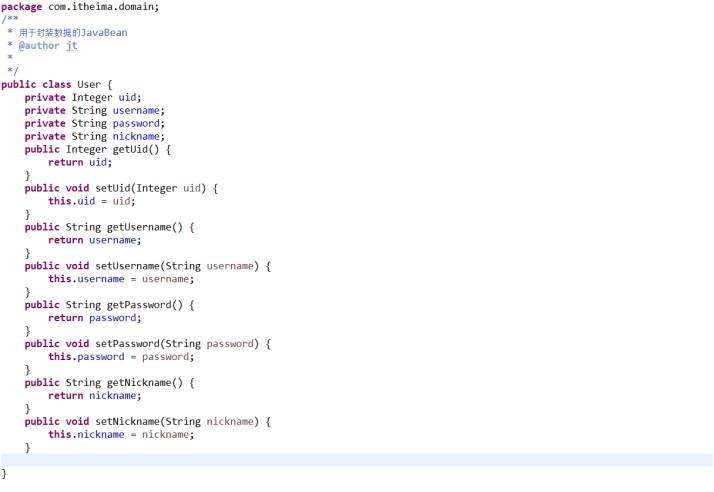 package com.itheima.domain;
/**
 * 用于封装数据的JavaBean
 * @author jt
 *
 */
public class User {
    private Integer uid;
    private String username;
    private String password;
    private String nickname;
    public Integer getUid() {
        return uid;
    }
    public void setUid(Integer uid) {
        this.uid = uid;
    }
    public String getUsername() {
        return username;
    }
    public void setUsername(String username) {
        this.username = username;
    }
    public String getPassword() {
        return password;
    }
    public void setPassword(String password) {
        this.password = password;
    }
    public String getNickname() {
        return nickname;
    }
    public void setNickname(String nickname) {
        this.nickname = nickname;
    }
}